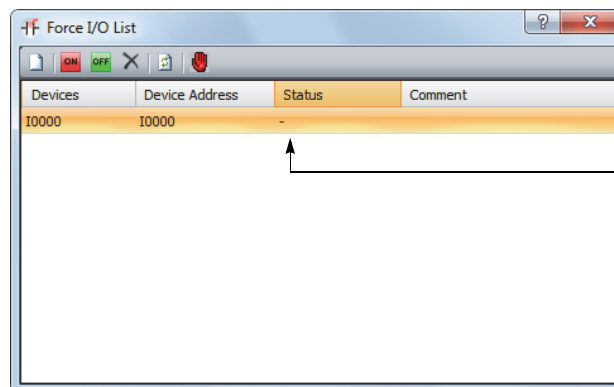 Force I/O List
? X
ON OFF
Devices Device Address Status Comment
I0000 I0000 -